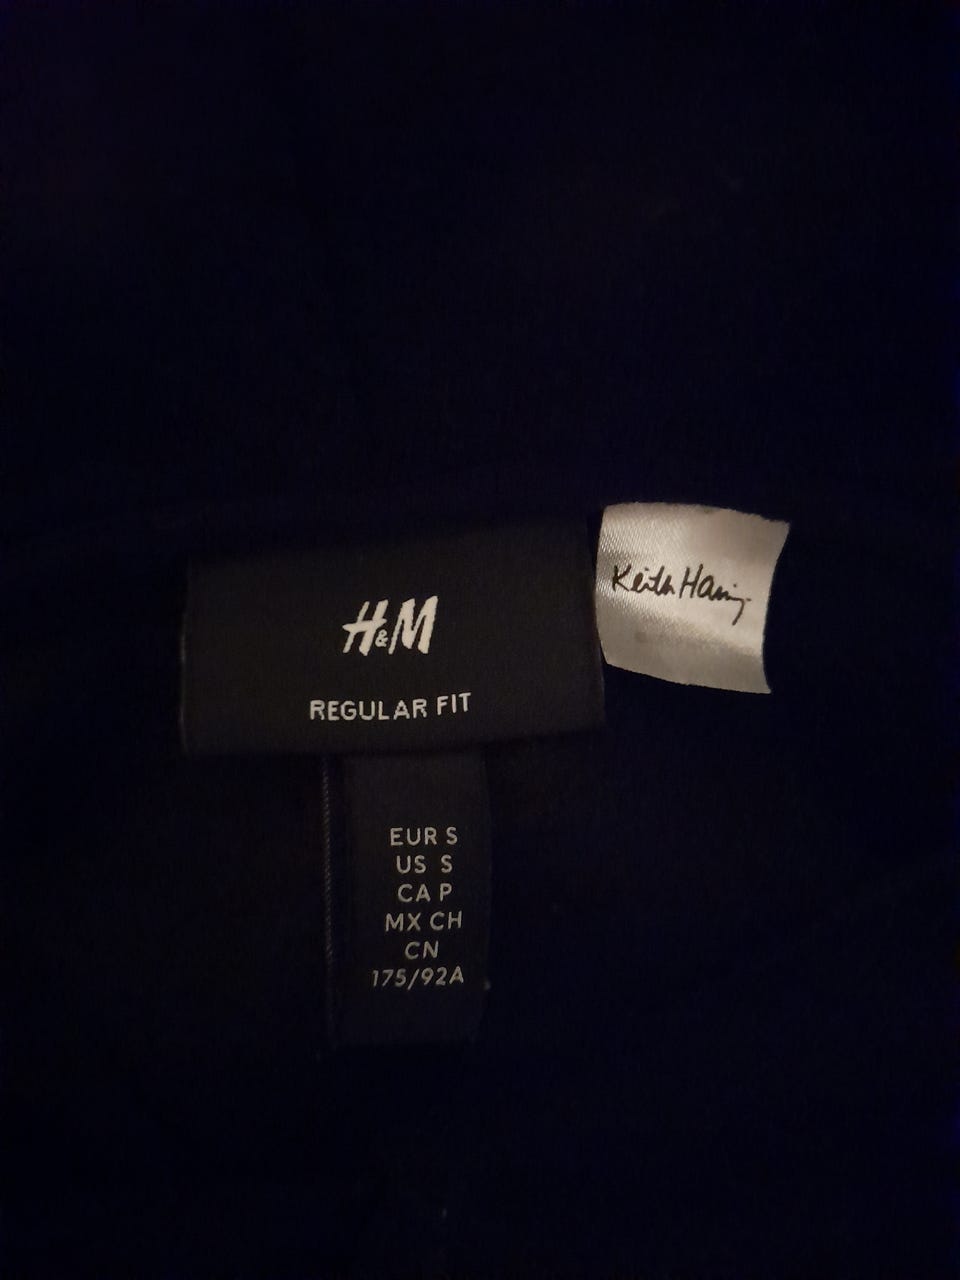 H&M
REGULAR FIT
Keith Haring
EUR S
US S
CA P
MX CH
CN
175/92A